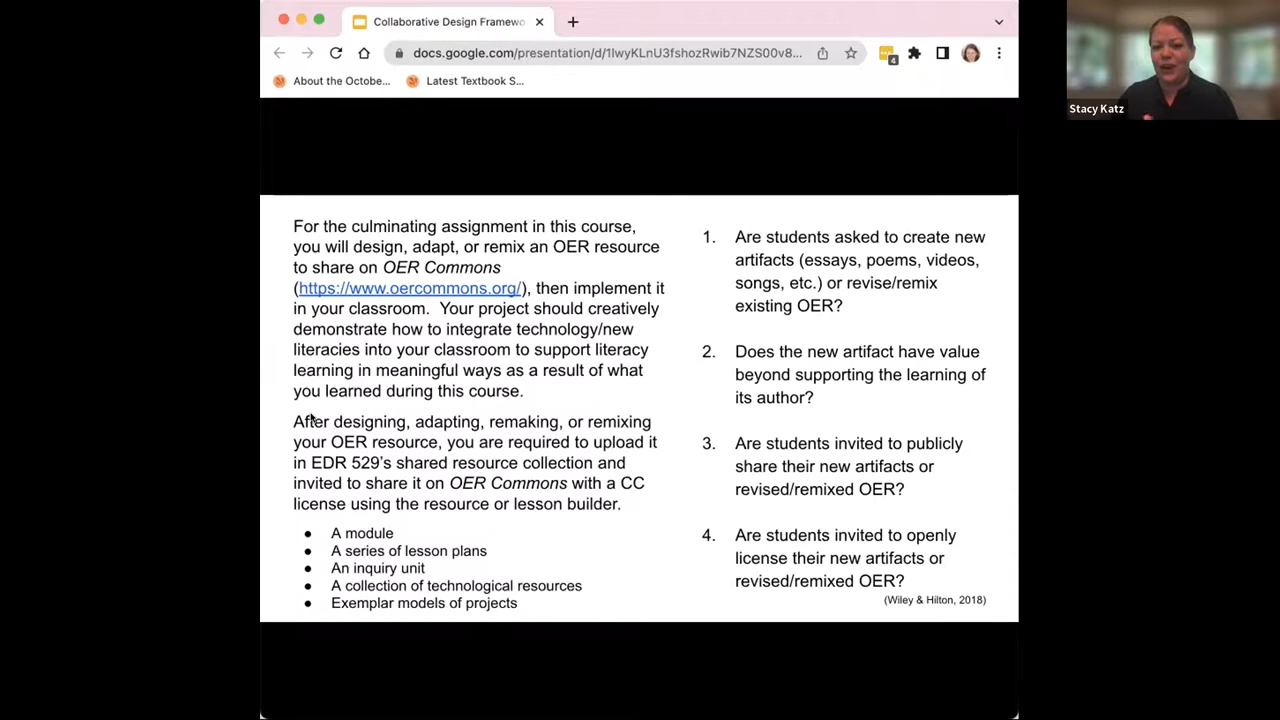 Collaborative Design Framewo
docs.google.com/presentation/d/1lwyKLnU3fshozRwib7NZS00v8...
4
About the Octobe...
Latest Textbook S...
Stacy Katz
For the culminating assignment in this course,
you will design, adapt, or remix an OER resource
to share on OER Commons
(https://www.oercommons.org/), then implement it
in your classroom. Your project should creatively
demonstrate how to integrate technology/new
literacies into your classroom to support literacy
learning in meaningful ways as a result of what
you learned during this course.
After designing, adapting, remaking, or remixing
your OER resource, you are required to upload it
in EDR 529's shared resource collection and
invited to share it on OER Commons with a CC
license using the resource or lesson builder.
● A module
● A series of lesson plans
● An inquiry unit
● A collection of technological resources
● Exemplar models of projects
1. Are students asked to create new
artifacts (essays, poems, videos,
songs, etc.) or revise/remix
existing OER?
2. Does the new artifact have value
beyond supporting the learning of
its author?
3. Are students invited to publicly
share their new artifacts or
revised/remixed OER?
4. Are students invited to openly
license their new artifacts or
revised/remixed OER?
(Wiley & Hilton, 2018)